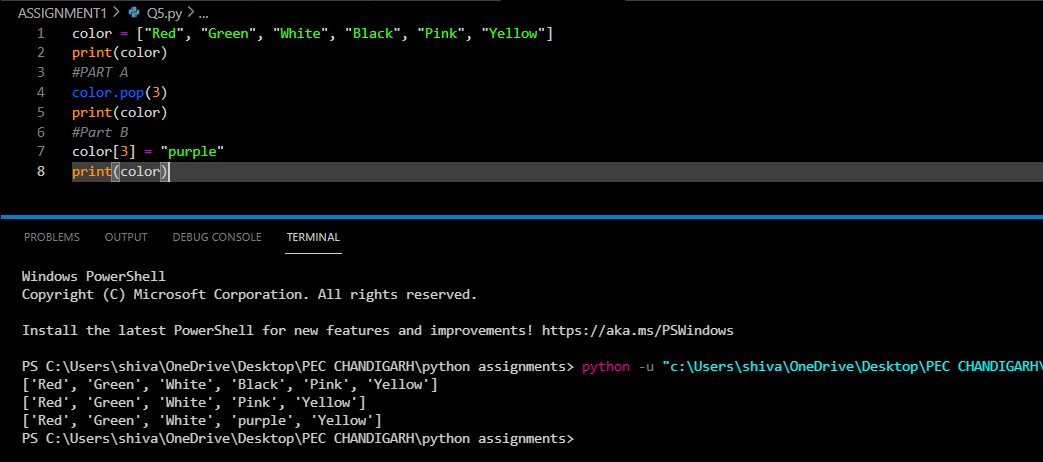 ASSIGNMENT1 > Q5.py > ...
1 color = ["Red", "Green", "White", "Black", "Pink", "Yellow"]
2 print(color)
3 #PART A
4 color.pop(3)
5 print(color)
6 #Part B
7 color[3] = "purple"
8 print(color)
PROBLEMS OUTPUT DEBUG CONSOLE TERMINAL
Windows PowerShell
Copyright (C) Microsoft Corporation. All rights reserved.
Install the latest PowerShell for new features and improvements! https://aka.ms/PSWindows
PS C:\Users\shiva\OneDrive\Desktop\PEC CHANDIGARH\python assignments> python -u "c:\Users\shiva\OneDrive\Desktop\PEC CHANDIGARH\
['Red', 'Green', 'White', 'Black', 'Pink', 'Yellow']
['Red', 'Green', 'White', 'Pink', 'Yellow']
['Red', 'Green', 'White', 'purple', 'Yellow']
PS C:\Users\shiva\OneDrive\Desktop\PEC CHANDIGARH\python assignments>